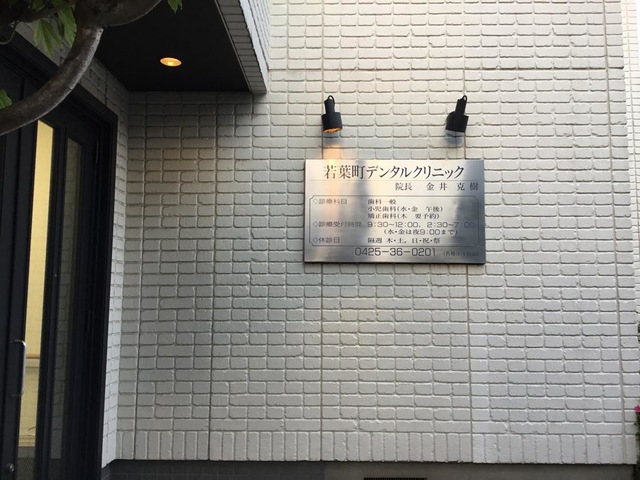 若葉町デンタルクリニック
院長 金井 克樹
◇診療科目 歯科一般
小児歯科(水・金 午後)
矯正歯科(木 要予約)
◇診療受付時間 9:30~12:00, 2:30~7:00
(水・金は夜9:00まで)
◇休診日 隔週 木・土, 日・祝・祭
0425-36-0201